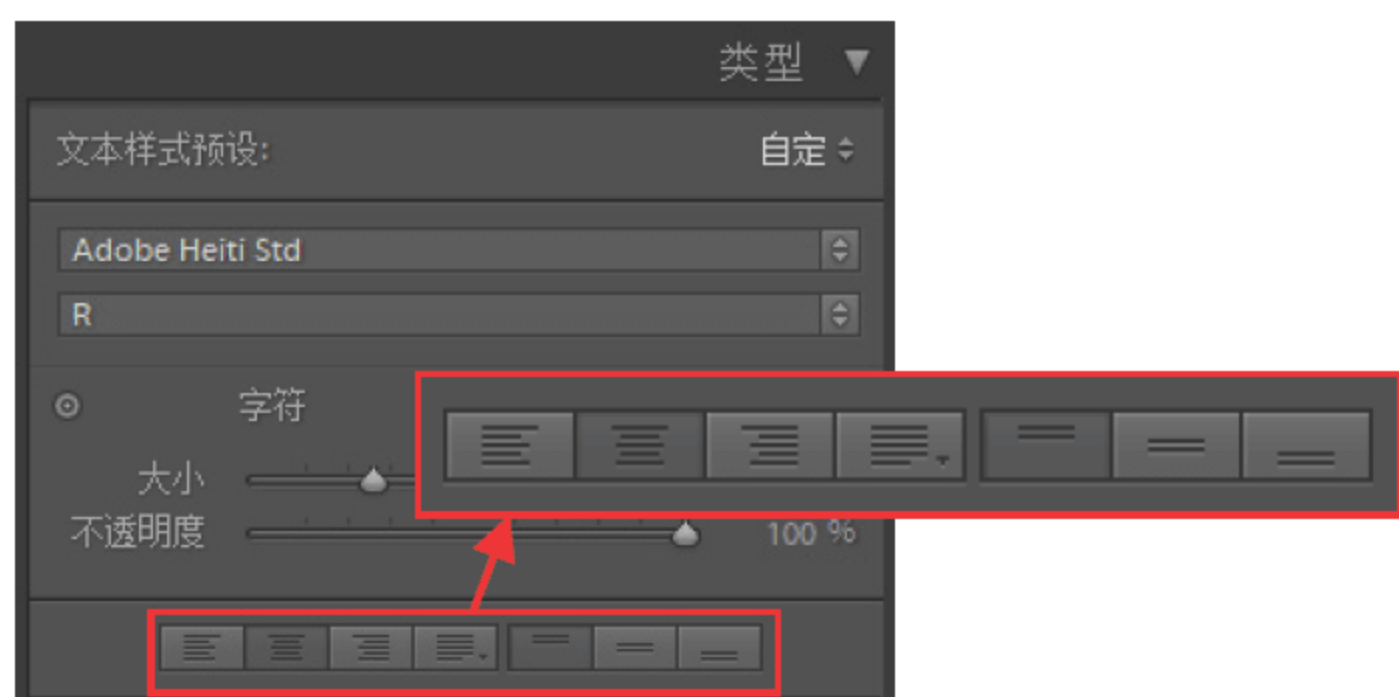 类型
文本样式预设: 自定
Adobe Heiti Std
R
字符
大小
不透明度 100 %